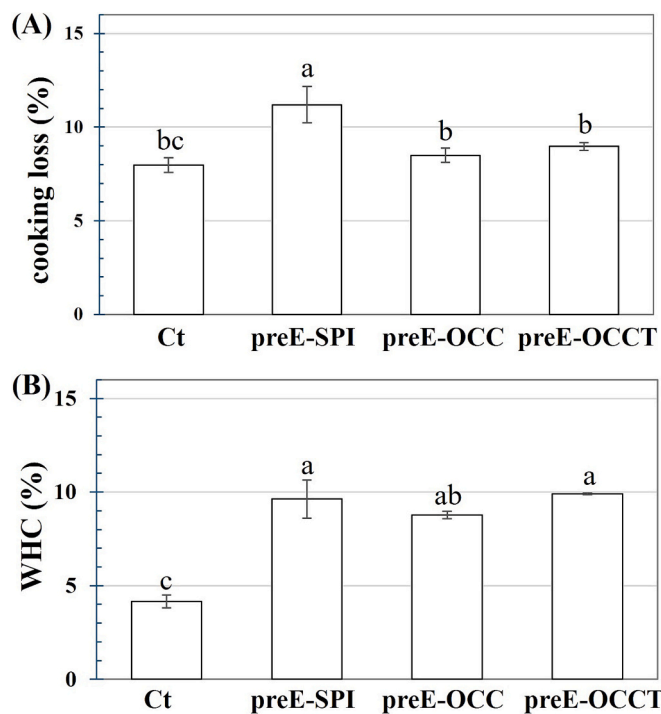 (A)
cooking loss (%)
15
10
5
0
bc
a
b
b
Ct preE-SPI preE-OCC preE-OCCT
(B)
WHC (%)
15
10
5
0
c
a
ab
a
Ct preE-SPI preE-OCC preE-OCCT